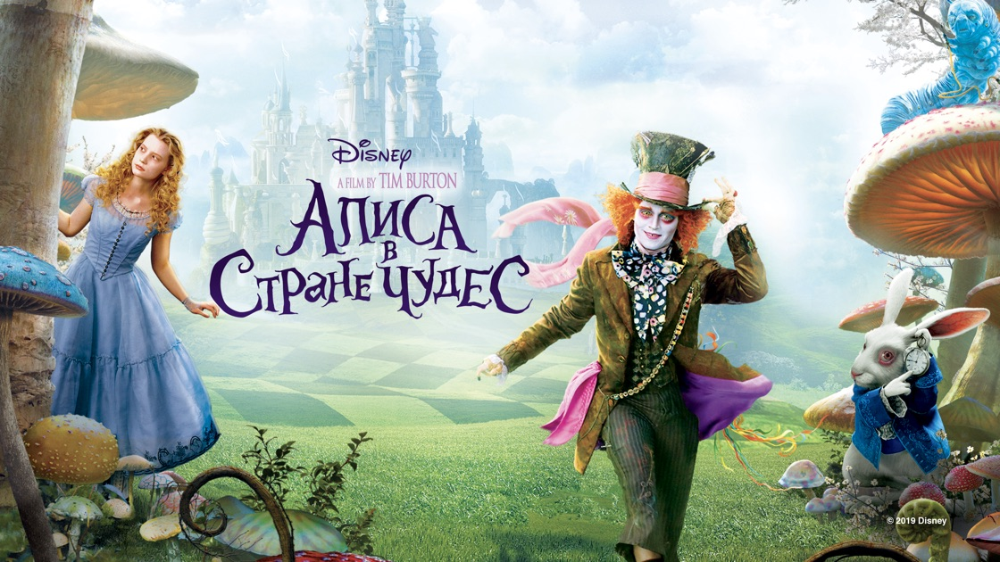 Disney
A FILM BY TIM BURTON
Алиса
в
Стране Чудес
© 2019 Disney